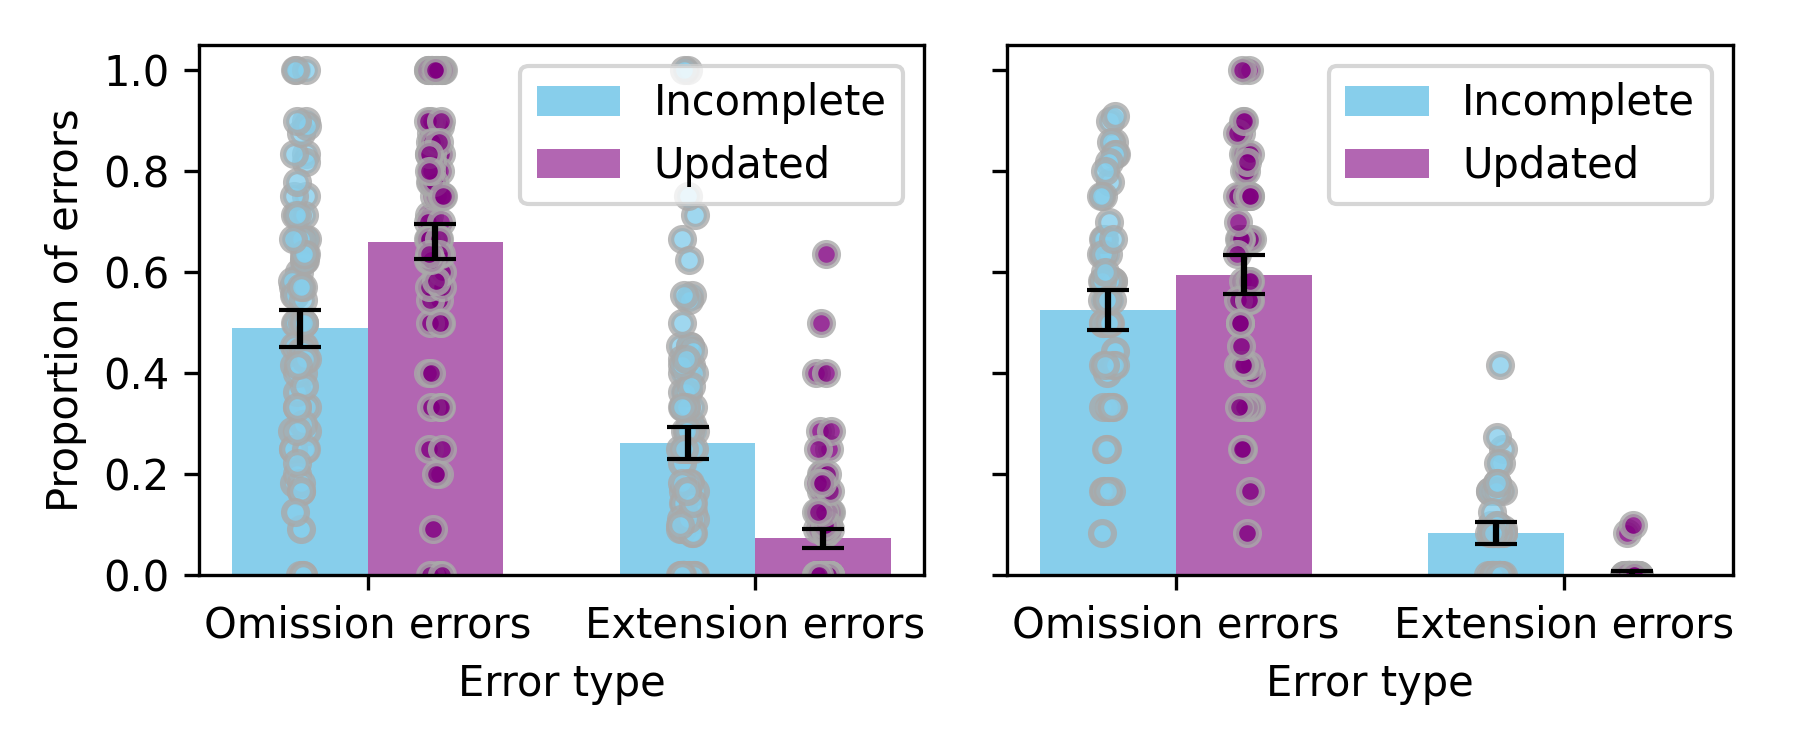 Proportion of errors
1.0
0.8
0.6
0.4
0.2
0.0
Incomplete
Updated
Omission errors
Extension errors
Error type
Incomplete
Updated
Omission errors
Extension errors
Error type